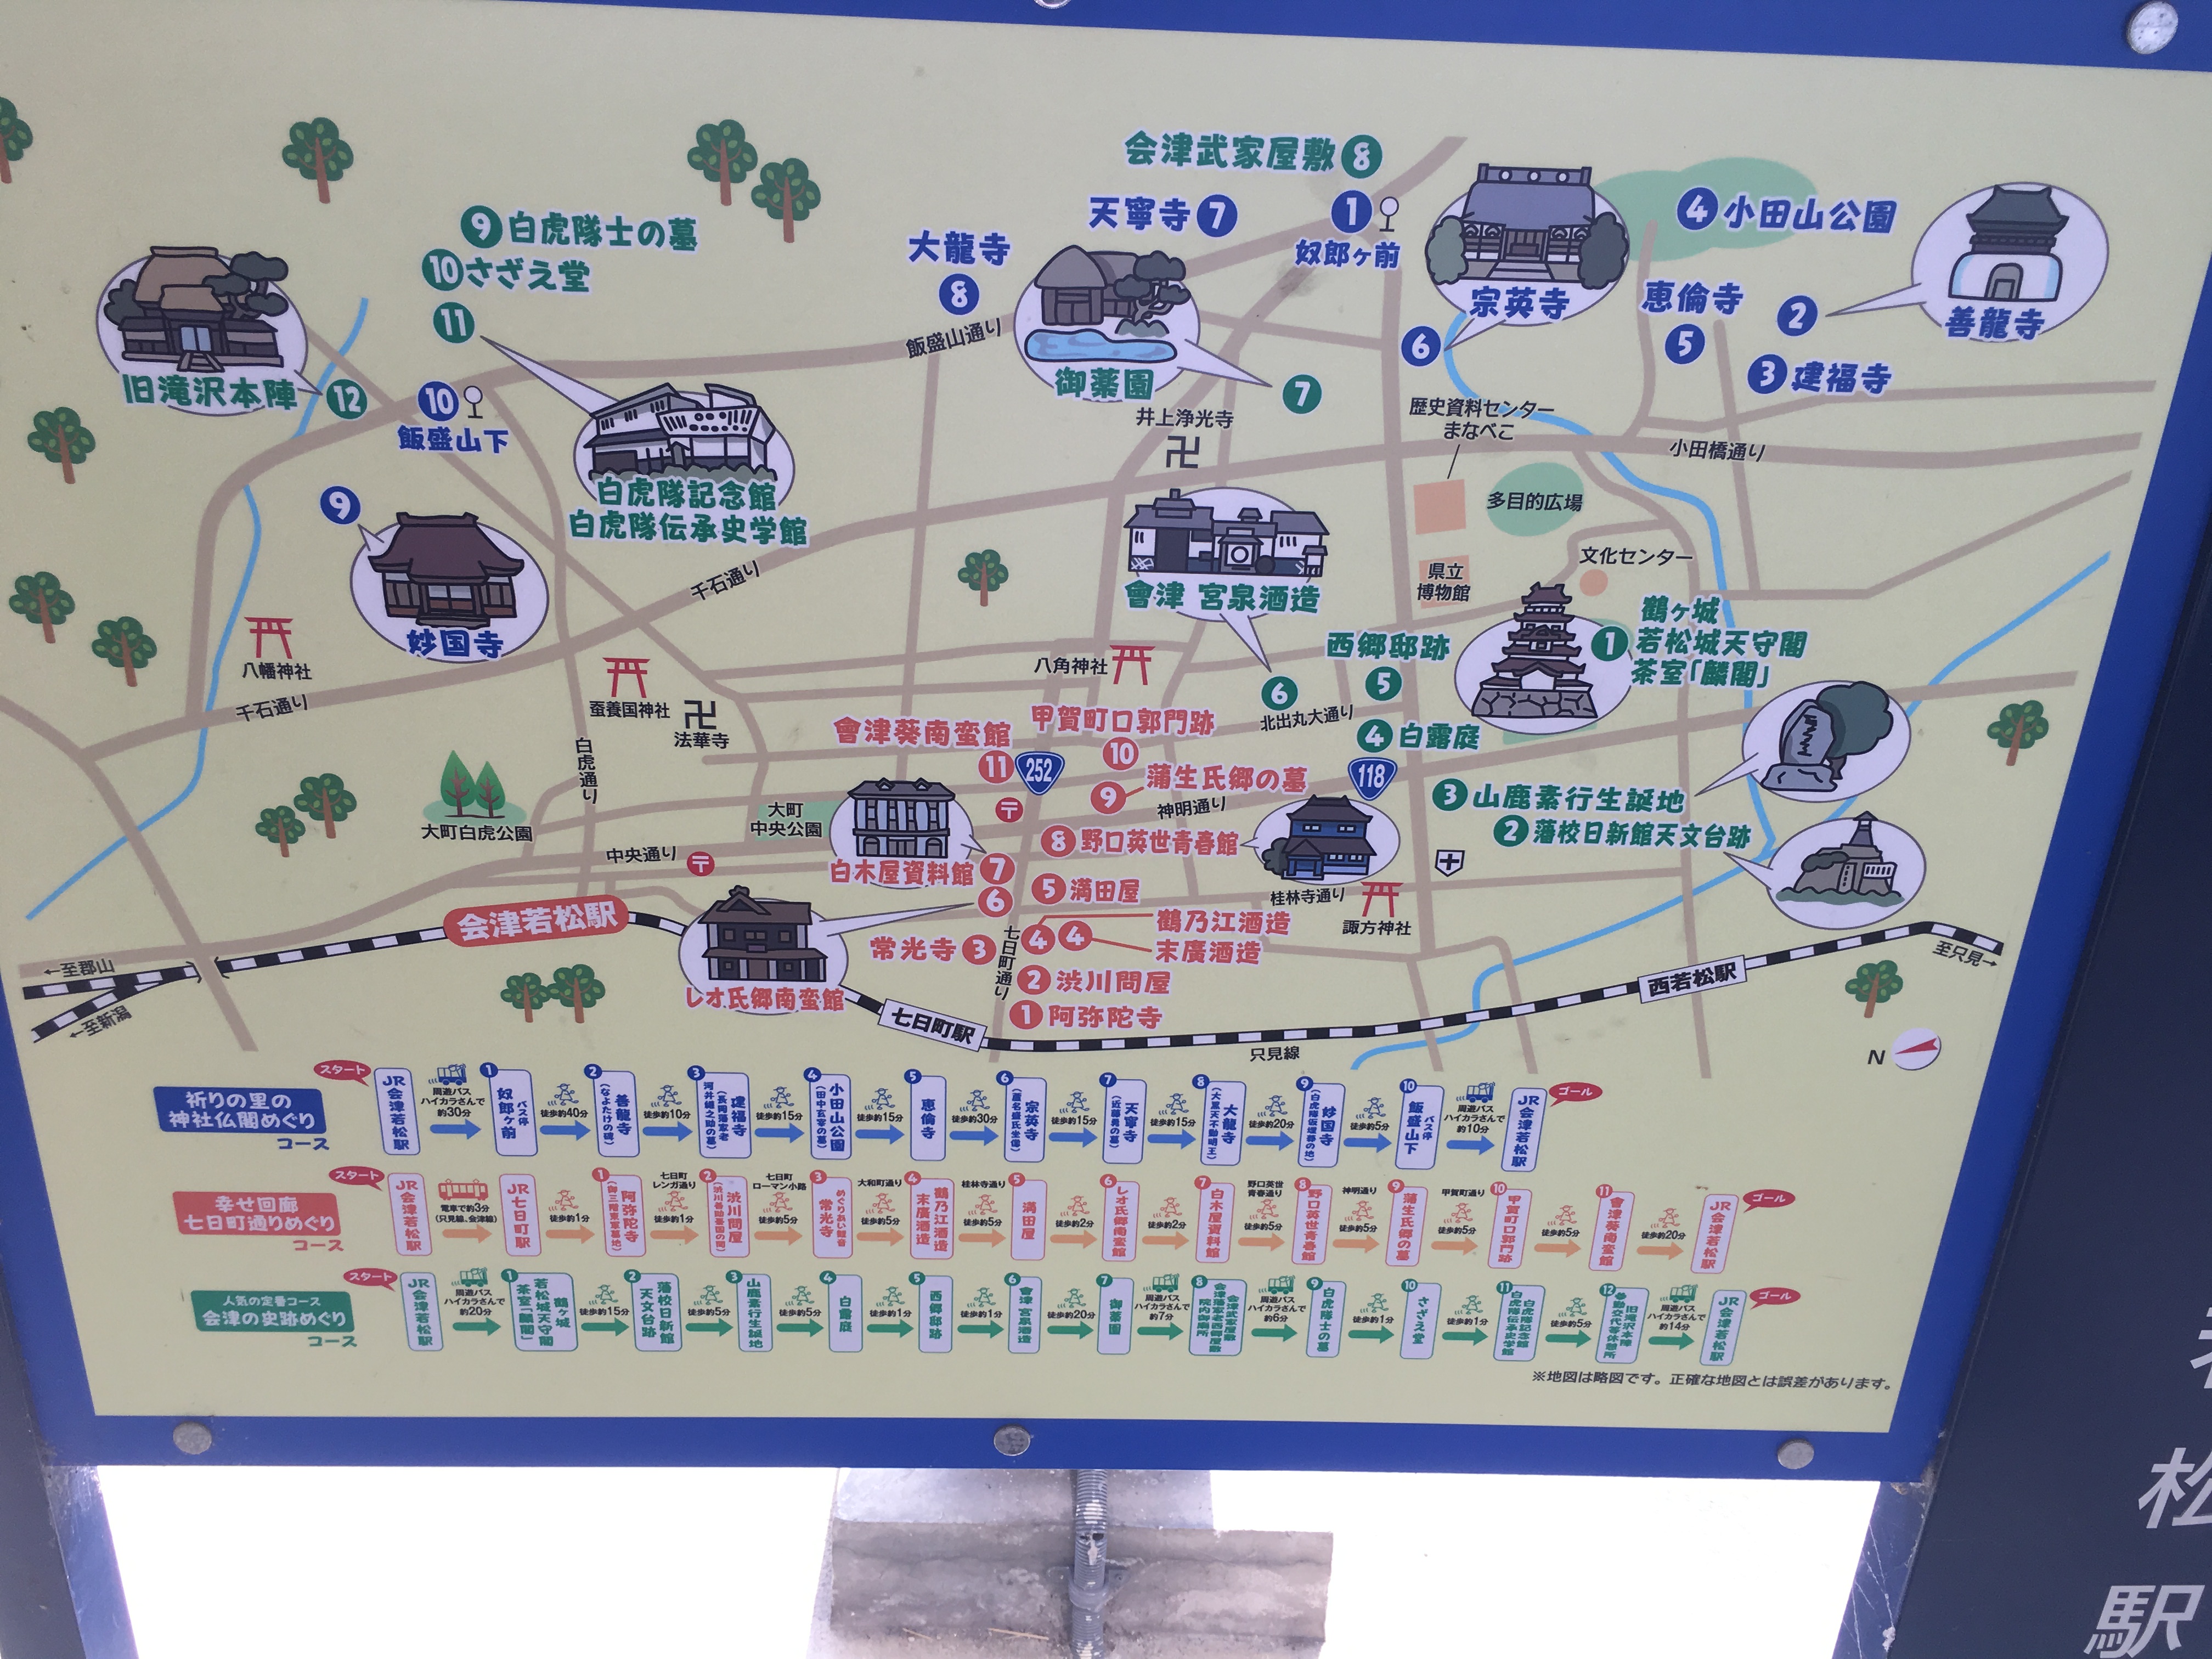 会津武家屋敷 8
天寧寺 7
1
奴郎ヶ前
4 小田山公園
9 白虎隊士の墓
10 さざえ堂
11
大龍寺
8
宗英寺
6
恵倫寺
5
2
善龍寺
3 建福寺
飯盛山通り
御薬園
7
旧滝沢本陣 12
10
飯盛山下
井上浄光寺
歴史資料センター
まなべこ
小田橋通り
9
妙国寺
白虎隊記念館
白虎隊伝承史学館
多目的広場
文化センター
県立
博物館
千石通り
會津 宮泉酒造
6
鶴ヶ城
1 若松城天守閣
茶室「麟閣」
西郷邸跡
5
八幡神社
千石通り
蚕養国神社
法華寺
八角神社
北出丸大通り
4 白露庭
會津葵南蛮館
11
252
甲賀町口郭門跡
10
118
9 蒲生氏郷の墓
神明通り
3 山鹿素行生誕地
2 藩校日新館天文台跡
白虎通り
大町白虎公園
大町
中央公園
〒
中央通り
〒
白木屋資料館 7
8 野口英世青春館
6
5 満田屋
桂林寺通り
諏方神社
会津若松駅
レオ氏郷南蛮館
常光寺 3
七日町通り
4 4
鶴乃江酒造
末廣酒造
2 渋川問屋
1 阿弥陀寺
←至郡山
←至新潟
七日町駅
只見線
西若松駅
至只見→
N
祈りの里の
神社仏閣めぐり
コース
スタート
JR会津若松駅
周遊バス
ハイカラさんで
約30分
1 奴郎ヶ前 バス停
徒歩約40分
2 善龍寺 (なよたけの碑)
徒歩約10分
3 建福寺 (長岡藩家老 河井継之助の墓)
徒歩約15分
4 小田山公園 (田中玄宰の墓)
徒歩約15分
5 恵倫寺
徒歩約30分
6 宗英寺 (蘆名盛氏坐像)
徒歩約15分
7 天寧寺 (近藤勇の墓)
徒歩約15分
8 大龍寺
徒歩約20分
9 妙国寺
徒歩約5分
10 飯盛山下 バス停
周遊バス
ハイカラさんで
約10分
JR会津若松駅
ゴール
幸せ回廊
七日町通りめぐり
コース
スタート
JR会津若松駅
電車で約3分
(只見線、会津線)
JR七日町駅
徒歩約1分
1 阿弥陀寺
七日町
レンガ通り
徒歩約1分
2 渋川問屋
七日町
ローマン小路
徒歩約5分
3 常光寺 めぐりあい観音
大和町通り
徒歩約5分
4 鶴乃江酒造 末廣酒造
桂林寺通り
徒歩約5分
5 満田屋
徒歩約2分
6 レオ氏郷南蛮館
徒歩約2分
7 白木屋資料館
野口英世
青春通り
徒歩約5分
8 野口英世青春館
神明通り
徒歩約5分
9 蒲生氏郷の墓
甲賀町通り
徒歩約5分
10 甲賀町口郭門跡
徒歩約5分
11 會津葵南蛮館
徒歩約20分
JR会津若松駅
ゴール
人気の定番コース
会津の史跡めぐり
コース
スタート
JR会津若松駅
周遊バス
ハイカラさんで
約20分
1 鶴ヶ城 若松城天守閣 茶室「麟閣」
徒歩約15分
2 藩校日新館 天文台跡
徒歩約5分
3 山鹿素行生誕地
徒歩約5分
4 白露庭
徒歩約1分
5 西郷邸跡
徒歩約1分
6 會津 宮泉酒造
徒歩約20分
7 御薬園
周遊バス
ハイカラさんで
約7分
8 会津武家屋敷
周遊バス
ハイカラさんで
約6分
9 白虎隊士の墓
徒歩約1分
10 さざえ堂
徒歩約1分
11 白虎隊記念館 白虎隊伝承史学館
徒歩約5分
12 旧滝沢本陣
周遊バス
ハイカラさんで
約14分
JR会津若松駅
ゴール
※地図は略図です。正確な地図とは誤差があります。
松
駅